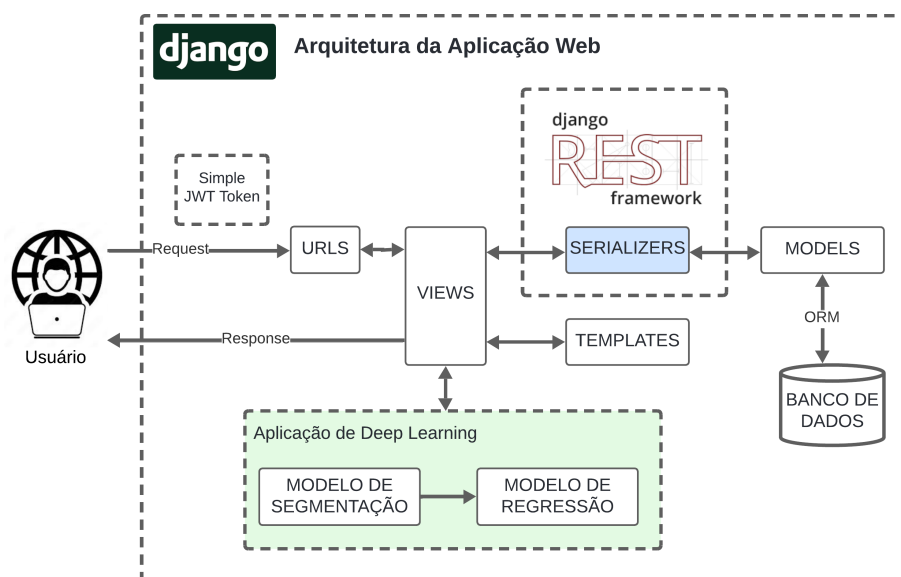 django
Arquitetura da Aplicação Web
django
REST
framework
Simple
JWT Token
Request
URLS
VIEWS
SERIALIZERS
MODELS
Response
TEMPLATES
ORM
Usuário
BANCO DE
DADOS
Aplicação de Deep Learning
MODELO DE
SEGMENTAÇÃO
MODELO DE
REGRESSÃO